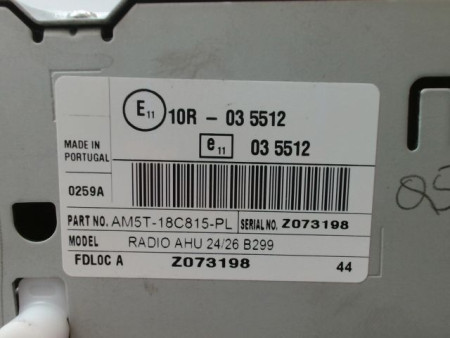 E11 10R - 03 5512
e11 03 5512
MADE IN
PORTUGAL
0259A
PART NO. AM5T-18C815-PL SERIAL NO. Z073198
MODEL RADIO AHU 24/26 B299
FDL0C A Z073198 44